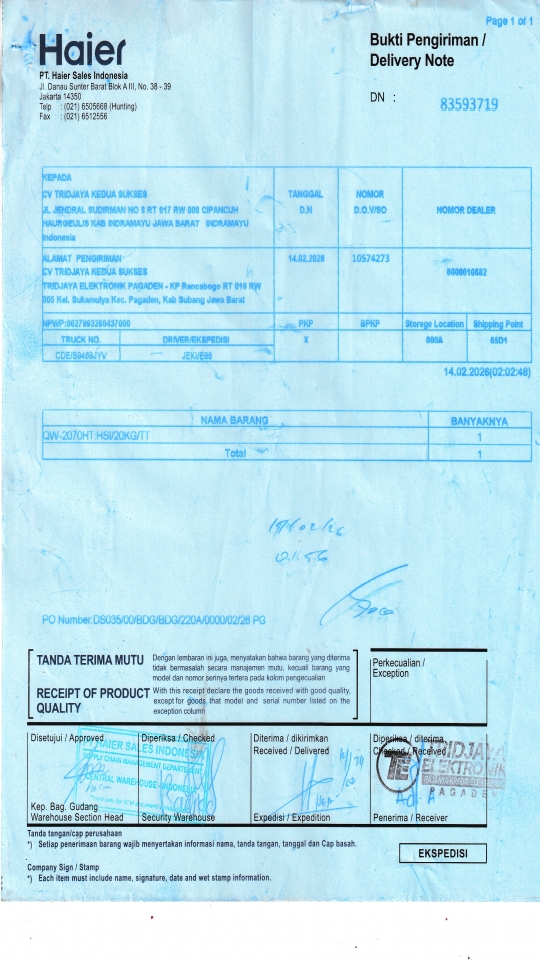 Page 1 of 1
Haier
Bukti Pengiriman /
Delivery Note
PT. Haier Sales Indonesia
Jl. Danau Sunter Barat Blok A III, No. 38 - 39
Jakarta 14350
Telp : (021) 6505668 (Hunting)
Fax : (021) 6512556
DN : 83593719
KEPADA
CV TRIDJAYA KEDUA SUKSES
JL JENDRAL SUDIRMAN NO 8 RT 017 RW 008 CIPANCUH
HAURGEULIS KAB INDRAMAYU JAWA BARAT INDRAMAYU
Indonesia
TANGGAL
D.N
NOMOR
D.O.V/SO
NOMOR DEALER
ALAMAT PENGIRIMAN
CV TRIDJAYA KEDUA SUKSES
TRIDJAYA ELEKTRONIK PAGADEN - KP Rancabogo RT 019 RW
005 Kel. Sukamulya Kec. Pagaden, Kab Subang Jawa Barat
14.02.2026
10574273
PKP
BPKP
Storege Location
Shipping Point
TRUCK NO.
DRIVER/EKSPEDISI
X
000A
85D1
JEKI/E88
14.02.2026(02:02:48)
NAMA BARANG
BANYAKNYA
QW-2070HT:HSI/20KG/TT
1
Total
1
PO Number:DS035/00/BDG/BDG/220A/0000/02/26 PG
TANDA TERIMA MUTU
Dengan lembaran ini juga, menyatakan bahwa barang yang diterima
tidak bermasalah secara manajemen mutu, kecuali barang yang
model dan nomor serinya tertera pada kolom pengecualian
RECEIPT OF PRODUCT
QUALITY
With this receipt declare the goods received with good quality,
except for goods that model and serial number listed on the
exception column
Perkecualian /
Exception
Disetujui / Approved
Diperiksa / Checked
Diterima / dikirimkan
Received / Delivered
Diperiksa / diterima
Checked / Received
HAIER SALES INDONESIA
SUPPLY CHAIN MANAGEMENT DEPARTMENT
CENTRAL WAREHOUSE-INDONESIA
TRIDJAYA
ELEKTRONIK
PAGADEN
Kep. Bag. Gudang
Warehouse Section Head
Security Warehouse
Expedisi / Expedition
Penerima / Receiver
Tanda tangan/cap perusahaan
*) Setiap penerimaan barang wajib menyertakan informasi nama, tanda tangan, tanggal dan Cap basah.
EKSPEDISI
Company Sign / Stamp
*) Each item must include name, signature, date and wet stamp information.